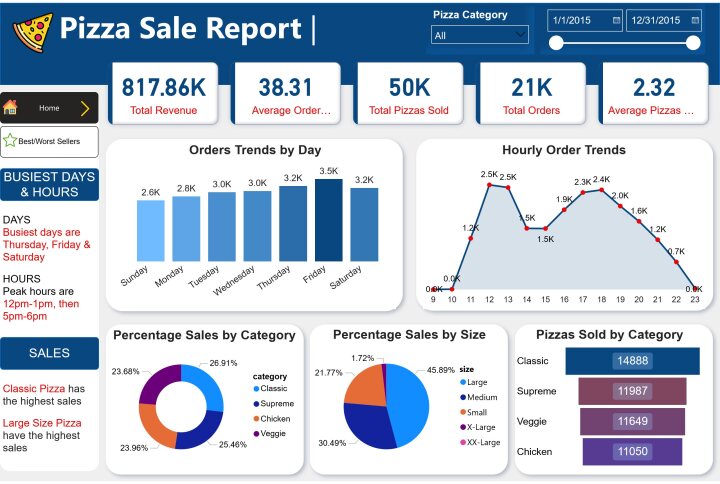 Pizza Sale Report |
Pizza Category
All
1/1/2015
12/31/2015
817.86K
Total Revenue
38.31
Average Order...
50K
Total Pizzas Sold
21K
Total Orders
2.32
Average Pizzas ...
Home
Best/Worst Sellers
BUSIEST DAYS
& HOURS
DAYS
Busiest days are
Thursday, Friday &
Saturday
HOURS
Peak hours are
12pm-1pm, then
5pm-6pm
SALES
Classic Pizza has
the highest sales
Large Size Pizza
have the highest
sales
Orders Trends by Day
2.6K
2.8K
3.0K
3.0K
3.2K
3.5K
3.2K
Sunday
Monday
Tuesday
Wednesday
Thursday
Friday
Saturday
Hourly Order Trends
0.0K
0.0K
1.2K
2.5K
2.5K
1.5K
1.5K
1.9K
2.3K
2.4K
2.0K
1.6K
1.2K
0.7K
0.0K
9
10
11
12
13
14
15
16
17
18
19
20
21
22
23
Percentage Sales by Category
26.91%
25.46%
23.96%
23.68%
category
Classic
Supreme
Chicken
Veggie
Percentage Sales by Size
1.72%
45.89%
30.49%
21.77%
size
Large
Medium
Small
X-Large
XX-Large
Pizzas Sold by Category
Classic
14888
Supreme
11987
Veggie
11649
Chicken
11050